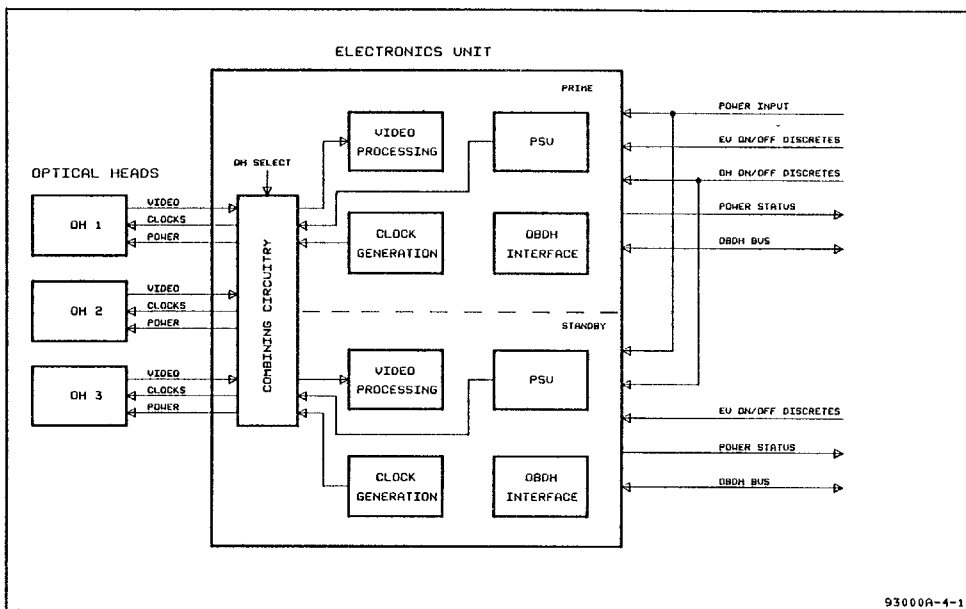 ELECTRONICS UNIT
PRIME
POWER INPUT
VIDEO
PROCESSING
PSU
EU ON/OFF DISCRETES
OH SELECT
OPTICAL HEADS
OH ON/OFF DISCRETES
OH 1
VIDEO
CLOCKS
POWER
POWER STATUS
CLOCK
GENERATION
OBDH
INTERFACE
OBDH BUS
OH 2
VIDEO
CLOCKS
POWER
COMBINING CIRCUITRY
STANDBY
OH 3
VIDEO
CLOCKS
POWER
VIDEO
PROCESSING
PSU
EU ON/OFF DISCRETES
POWER STATUS
CLOCK
GENERATION
OBDH
INTERFACE
OBDH BUS
93000A-4-1